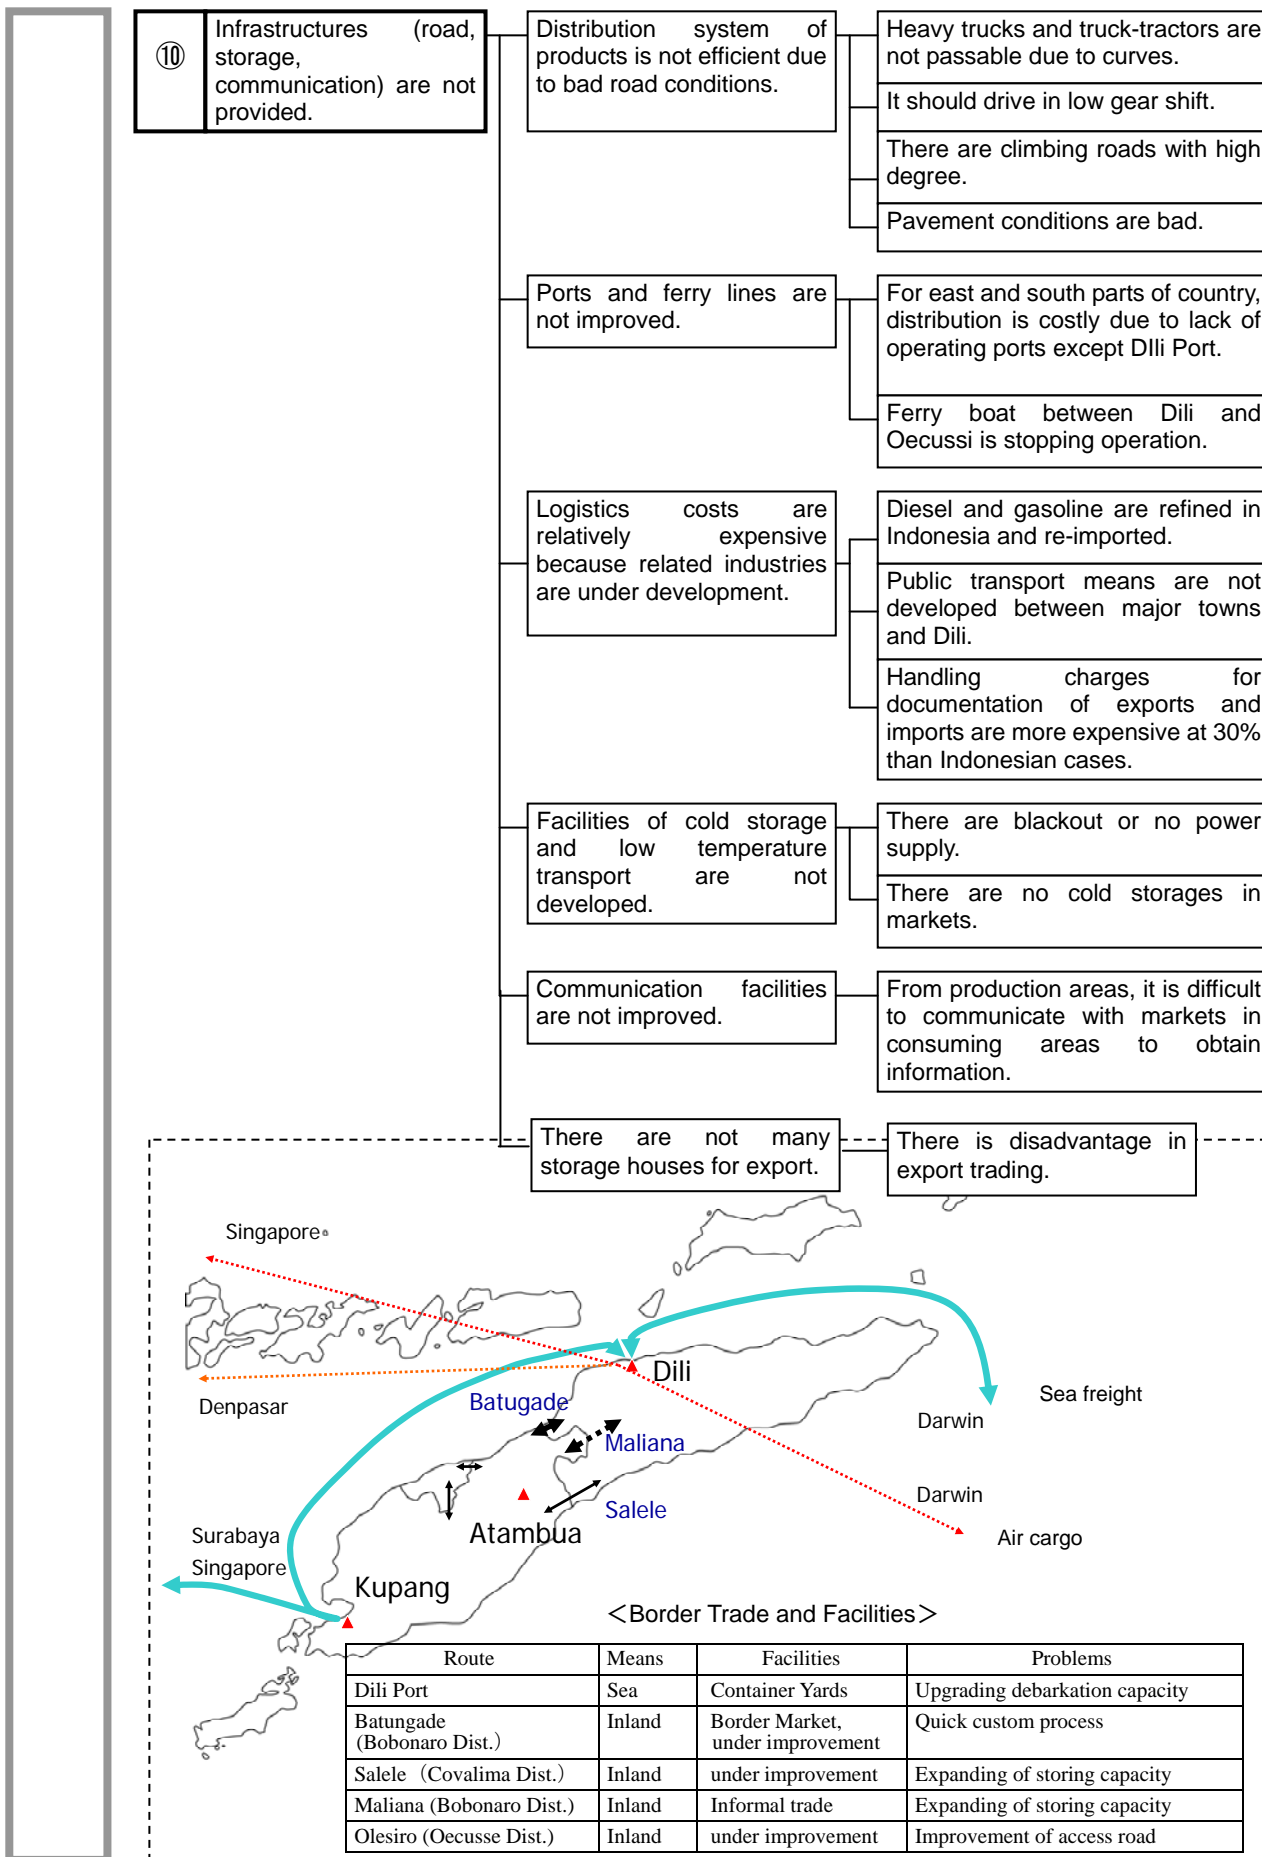 ⑩
Infrastructures (road,
storage,
communication) are not
provided.
Distribution system of
products is not efficient due
to bad road conditions.
Heavy trucks and truck-tractors are
not passable due to curves.
It should drive in low gear shift.
There are climbing roads with high
degree.
Pavement conditions are bad.
Ports and ferry lines are
not improved.
For east and south parts of country,
distribution is costly due to lack of
operating ports except DIli Port.
Ferry boat between Dili and
Oecussi is stopping operation.
Logistics costs are
relatively expensive
because related industries
are under development.
Diesel and gasoline are refined in
Indonesia and re-imported.
Public transport means are not
developed between major towns
and Dili.
Handling charges for
documentation of exports and
imports are more expensive at 30%
than Indonesian cases.
Facilities of cold storage
and low temperature
transport are not
developed.
There are blackout or no power
supply.
There are no cold storages in
markets.
Communication facilities
are not improved.
From production areas, it is difficult
to communicate with markets in
consuming areas to obtain
information.
There are not many
storage houses for export.
There is disadvantage in
export trading.
Singapore
Dili
Denpasar
Batugade
Sea freight
Darwin
Maliana
Darwin
Salele
Atambua
Air cargo
Surabaya
Singapore
Kupang
＜Border Trade and Facilities＞
Route Means Facilities Problems
Dili Port Sea Container Yards Upgrading debarkation capacity
Batungade Inland Border Market, Quick custom process
(Bobonaro Dist.） under improvement
Salele （Covalima Dist.） Inland under improvement Expanding of storing capacity
Maliana (Bobonaro Dist.) Inland Informal trade Expanding of storing capacity
Olesiro (Oecusse Dist.) Inland under improvement Improvement of access road